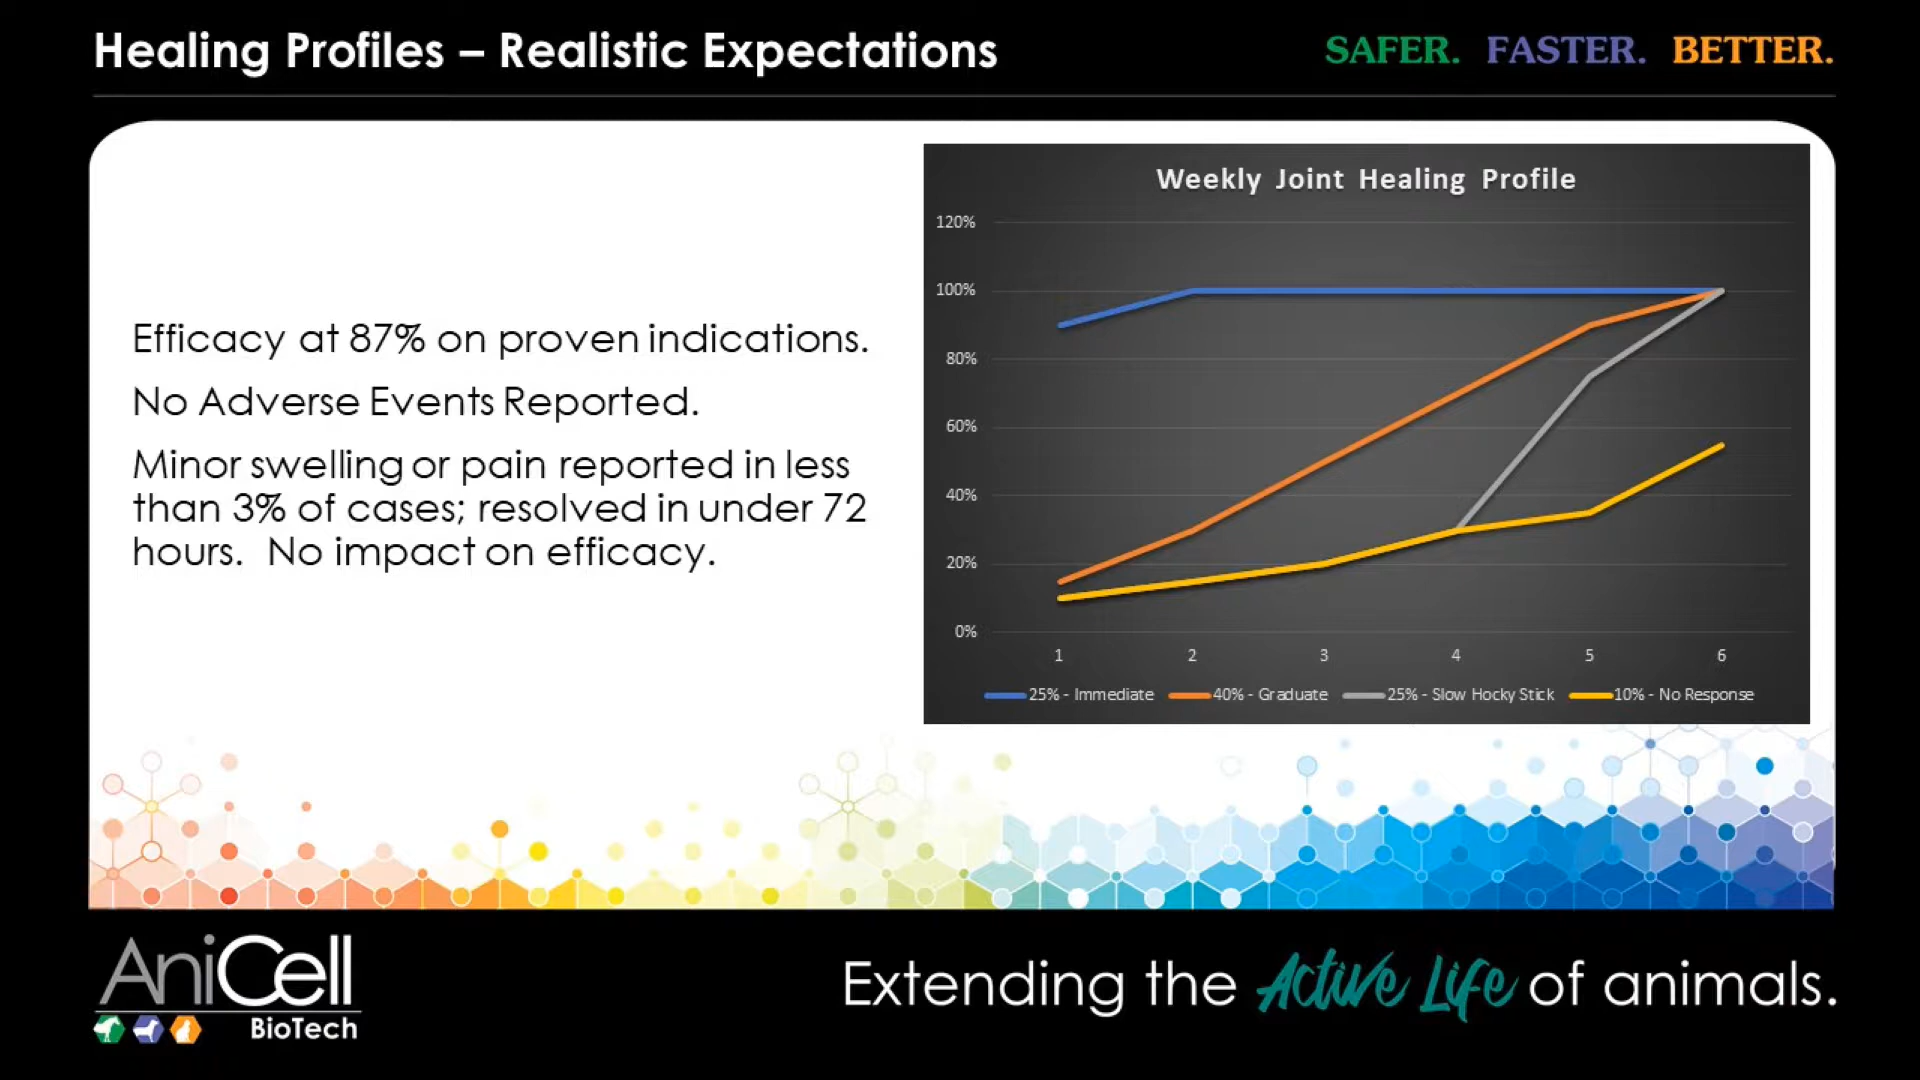 Healing Profiles – Realistic Expectations
SAFER. FASTER. BETTER.
Efficacy at 87% on proven indications.
No Adverse Events Reported.
Minor swelling or pain reported in less
than 3% of cases; resolved in under 72
hours. No impact on efficacy.
Weekly Joint Healing Profile
120%
100%
80%
60%
40%
20%
0%
1 2 3 4 5 6
25% - Immediate 40% - Graduate 25% - Slow Hocky Stick 10% - No Response
AniCell
BioTech
Extending the Active Life of animals.